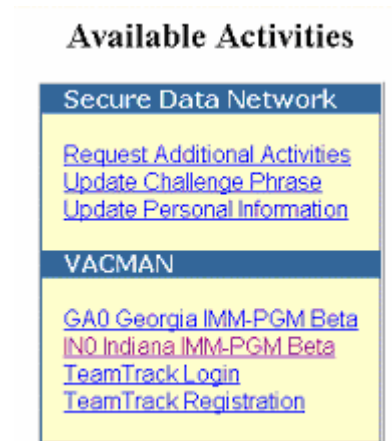 Available Activities
Secure Data Network
Request Additional Activities
Update Challenge Phrase
Update Personal Information
VACMAN
GA0 Georgia IMM-PGM Beta
IN0 Indiana IMM-PGM Beta
TeamTrack Login
TeamTrack Registration